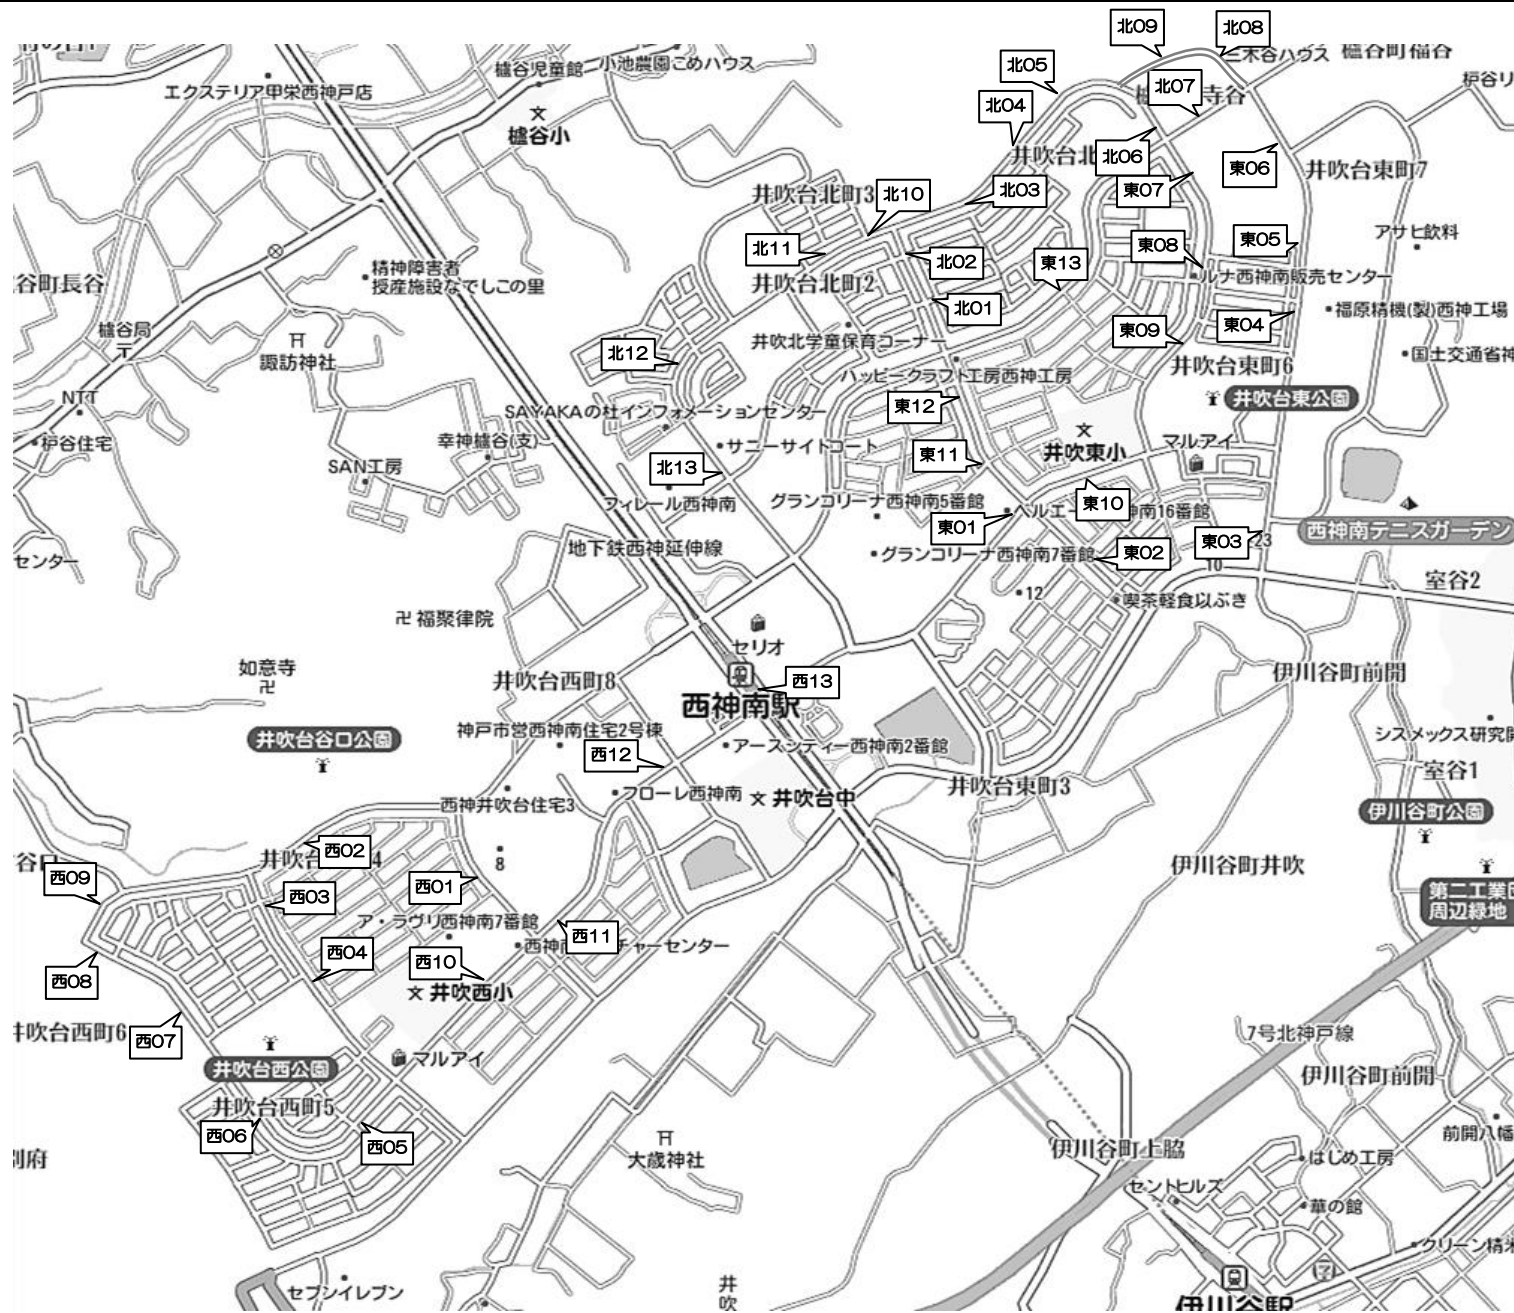 北09
北08
三木谷ハウス
櫨谷町福谷
櫨谷児童館
小池農園こめハウス
北05
北07
寺谷
エクステリア甲栄西神戸店
北04
櫨谷小
井吹台北
北06
東06
井吹台東町7
井吹台北町3
北10
北03
東07
北11
北02
東13
東08
東05
アサヒ飲料
谷町長谷
精神障害者
授産施設なでしこの里
井吹台北町2
ルナ西神南販売センター
北01
福原精機(製)西神工場
櫨谷局
諏訪神社
北12
井吹北学童保育コーナー
東09
東04
国土交通省神
井吹台東町6
ハッピークラフト工房西神工房
NTT
井吹台東公園
SAYAKAの杜インフォメーションセンター
東12
栌谷住宅
幸神櫨谷(支)
サニーサイトコート
井吹東小
マルアイ
SAN工房
北13
東11
フィレール西神南
グランコリーナ西神南5番館
東10
ベルエ
神南16番館
東01
西神南テニスガーデン
センター
地下鉄西神延伸線
グランコリーナ西神南7番館
東02
東03
23
10
室谷2
12
喫茶軽食以ぶき
福聚律院
セリオ
如意寺
井吹台西町8
西13
伊川谷町前開
西神南駅
井吹台谷口公園
神戸市営西神南住宅2号棟
西12
アーバンティー西神南2番館
シスメックス研究開
室谷1
フローレ西神南
井吹台中
井吹台東町3
西神井吹台住宅3
伊川谷町公園
西02
井吹台
4
8
伊川谷町井吹
西09
西01
西03
第二工業団
周辺緑地
ア・ラヴリ西神南7番館
西11
西神南
チャーセンター
西04
西10
西08
井吹西小
井吹台西町6
西07
7号北神戸線
井吹台西公園
マルアイ
伊川谷町前開
井吹台西町5
西06
西05
前開八幡
大歳神社
伊川谷町上脇
はじめ工房
セントヒルズ
華の館
クリーン精米
セブンイレブン
井吹
伊川谷駅